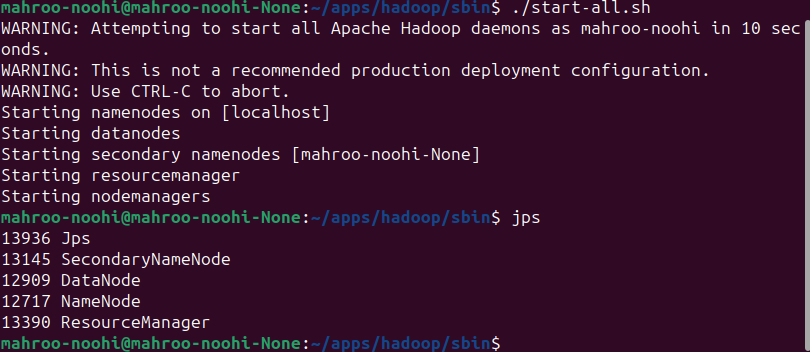 mahroo-noohi@mahroo-noohi-None:~/apps/hadoop/sbin$ ./start-all.sh
WARNING: Attempting to start all Apache Hadoop daemons as mahroo-noohi in 10 sec
onds.
WARNING: This is not a recommended production deployment configuration.
WARNING: Use CTRL-C to abort.
Starting namenodes on [localhost]
Starting datanodes
Starting secondary namenodes [mahroo-noohi-None]
Starting resourcemanager
Starting nodemanagers
mahroo-noohi@mahroo-noohi-None:~/apps/hadoop/sbin$ jps
13936 Jps
13145 SecondaryNameNode
12909 DataNode
12717 NameNode
13390 ResourceManager
mahroo-noohi@mahroo-noohi-None:~/apps/hadoop/sbin$